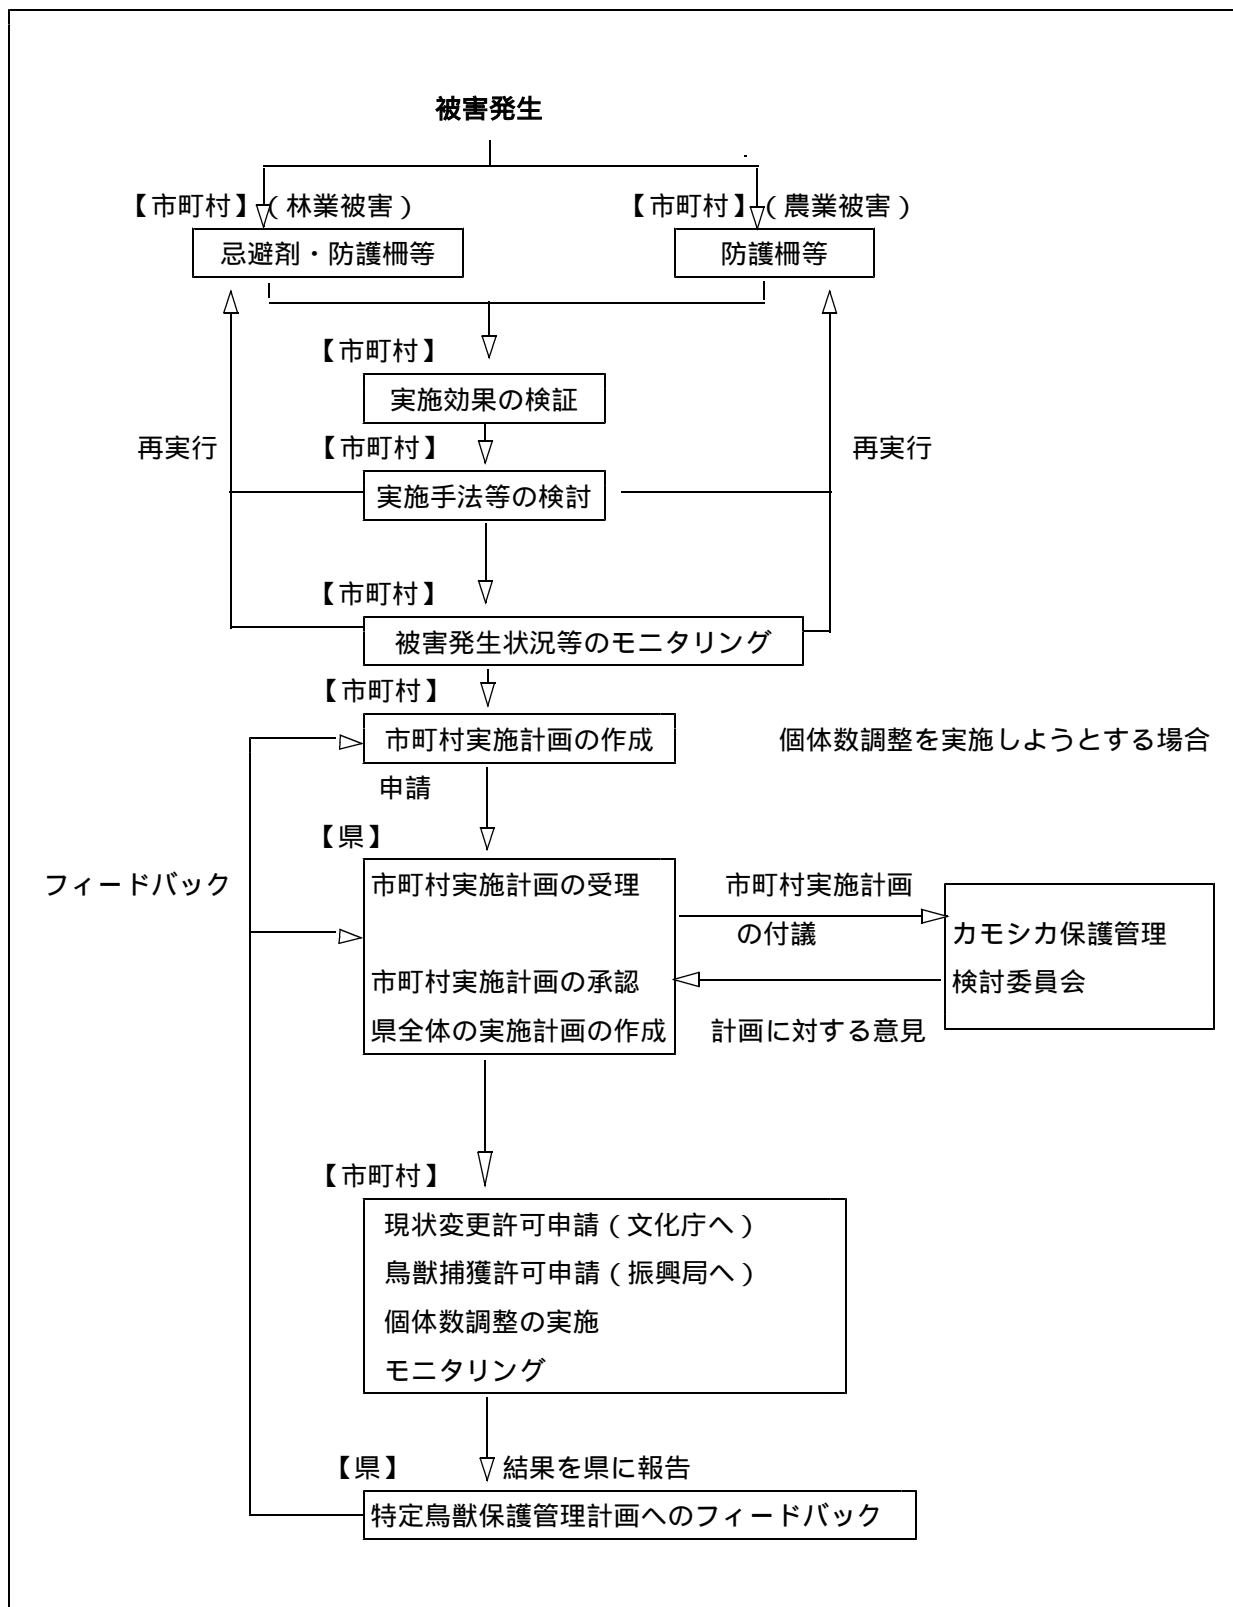 被害発生
【市町村】(林業被害)
【市町村】(農業被害)
忌避剤・防護柵等
防護柵等
【市町村】
実施効果の検証
再実行
【市町村】
再実行
実施手法等の検討
【市町村】
被害発生状況等のモニタリング
【市町村】
市町村実施計画の作成
個体数調整を実施しようとする場合
申請
【県】
フィードバック
市町村実施計画の受理
市町村実施計画
の付議
カモシカ保護管理
検討委員会
市町村実施計画の承認
県全体の実施計画の作成
計画に対する意見
【市町村】
現状変更許可申請(文化庁へ)
鳥獣捕獲許可申請(振興局へ)
個体数調整の実施
モニタリング
【県】
結果を県に報告
特定鳥獣保護管理計画へのフィードバック